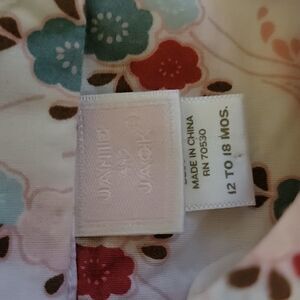 JANIE
AND
JACK
MADE IN CHINA
RN 70530
12 TO 18 MOS.